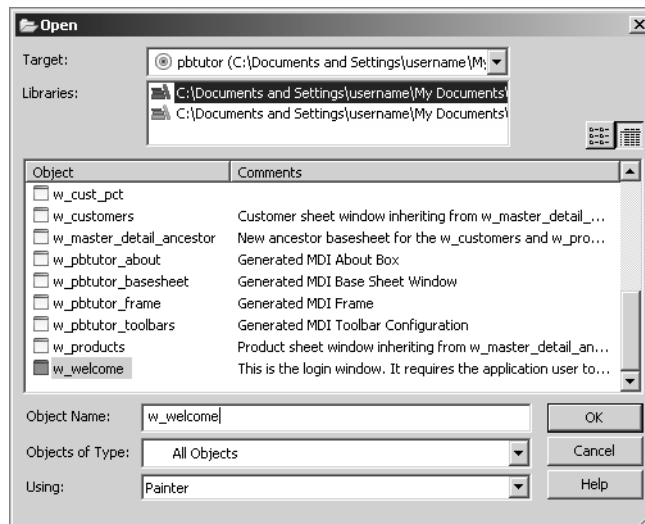 Open
Target: pbtutor (C:\Documents and Settings\username\My
Libraries: C:\Documents and Settings\username\My Documents\
C:\Documents and Settings\username\My Documents\
Object Comments
w_cust_pct
w_customers Customer sheet window inheriting from w_master_detail_...
w_master_detail_ancestor New ancestor basesheet for the w_customers and w_pro...
w_pbtutor_about Generated MDI About Box
w_pbtutor_basesheet Generated MDI Base Sheet Window
w_pbtutor_frame Generated MDI Frame
w_pbtutor_toolbars Generated MDI Toolbar Configuration
w_products Product sheet window inheriting from w_master_detail_an...
w_welcome This is the login window. It requires the application user to...
Object Name: w_welcome OK
Objects of Type: All Objects Cancel
Using: Painter Help